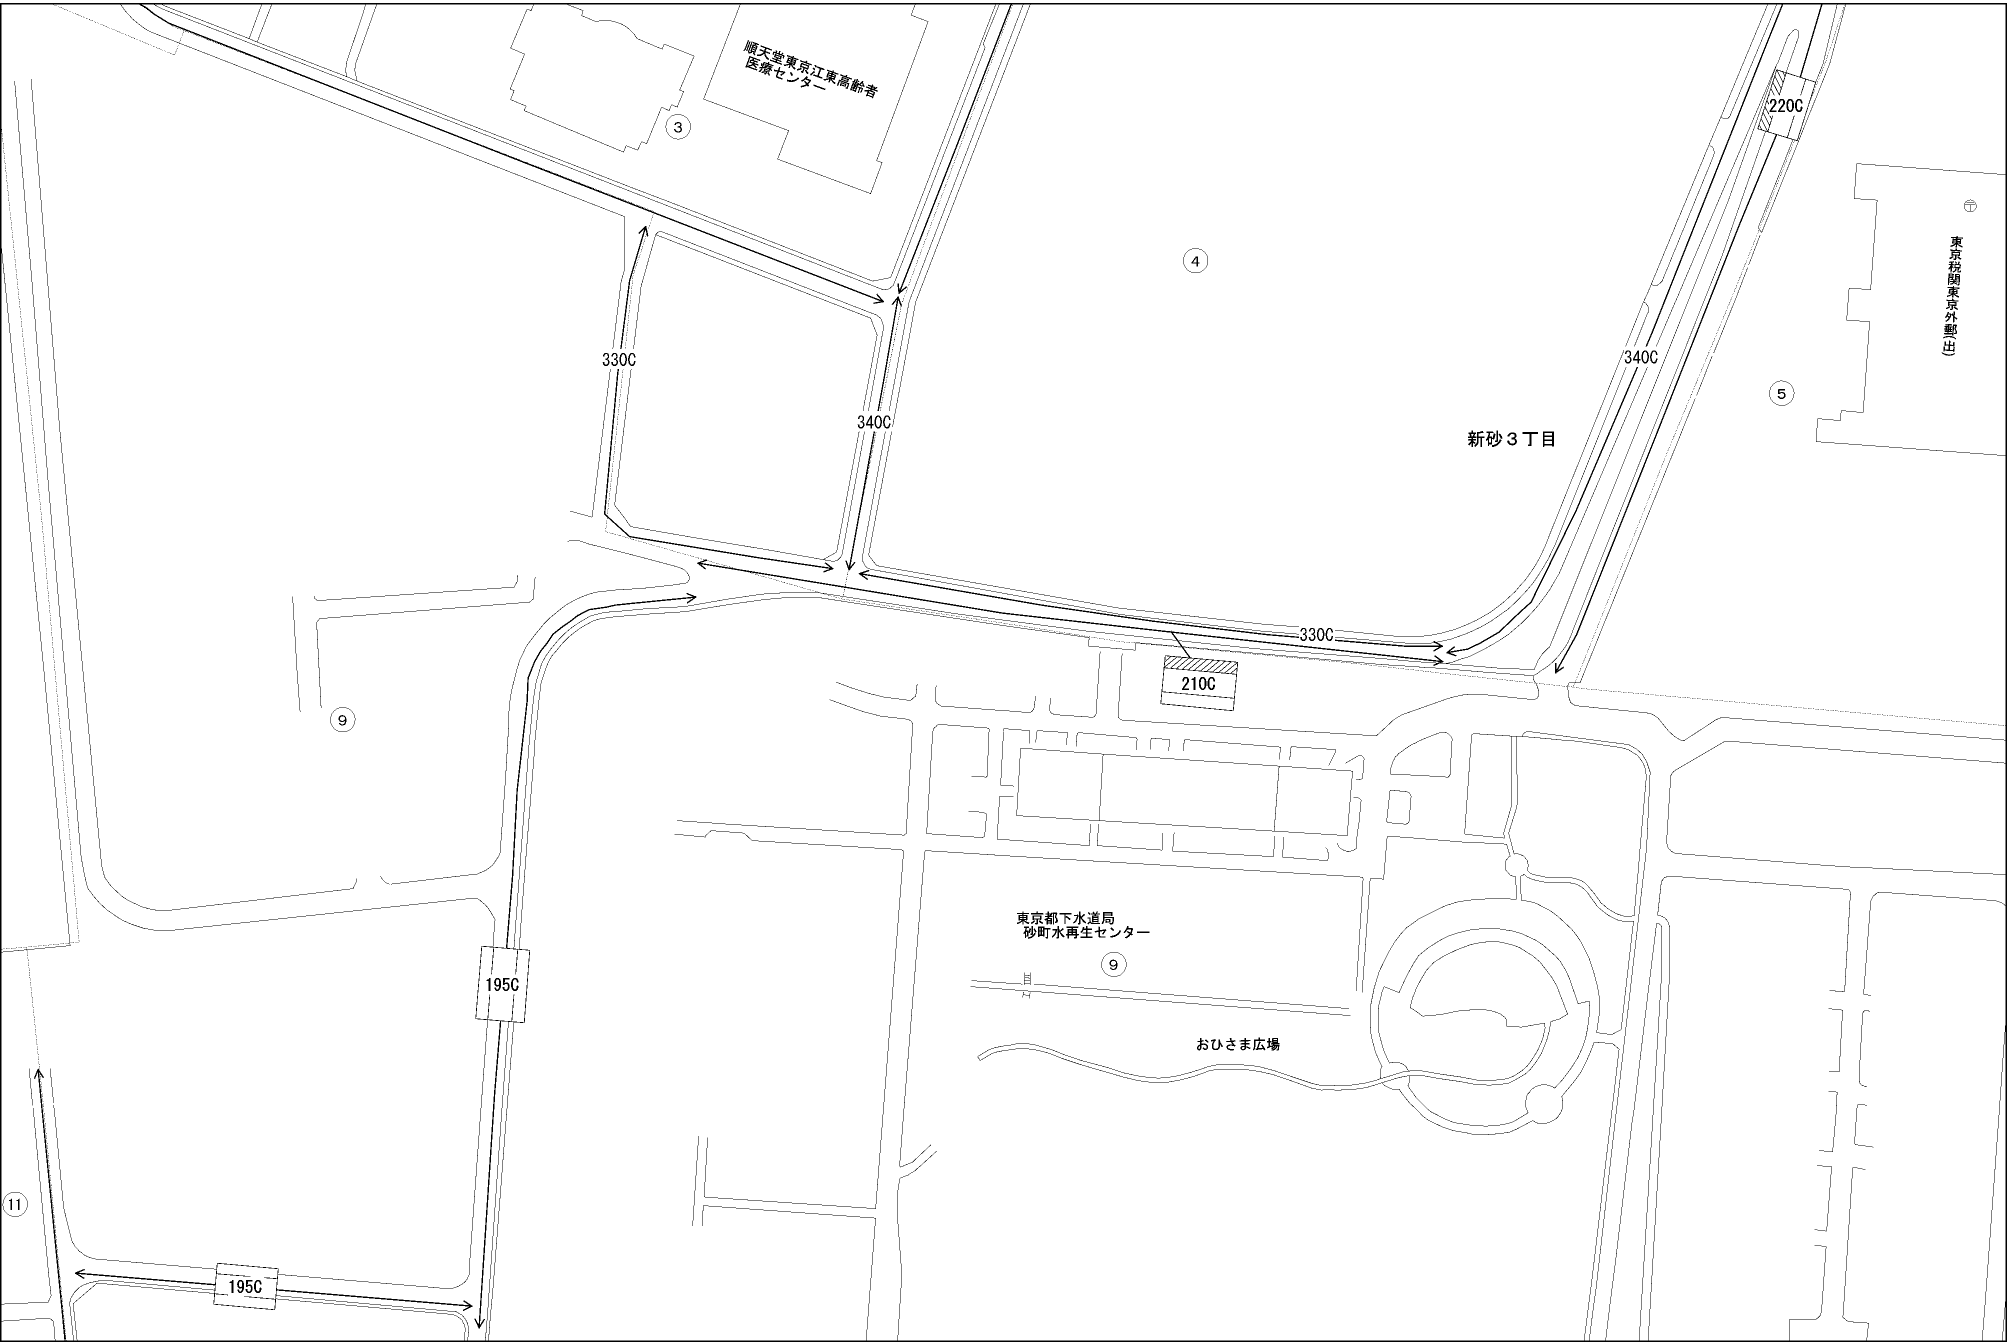 順天堂東京江東高齢者
医療センター
③
220C
④
東京税関東京外郵(出)
330C
340C
340C
⑤
新砂３丁目
330C
210C
⑨
東京都下水道局
砂町水再生センター
⑨
195C
おひさま広場
⑪
195C